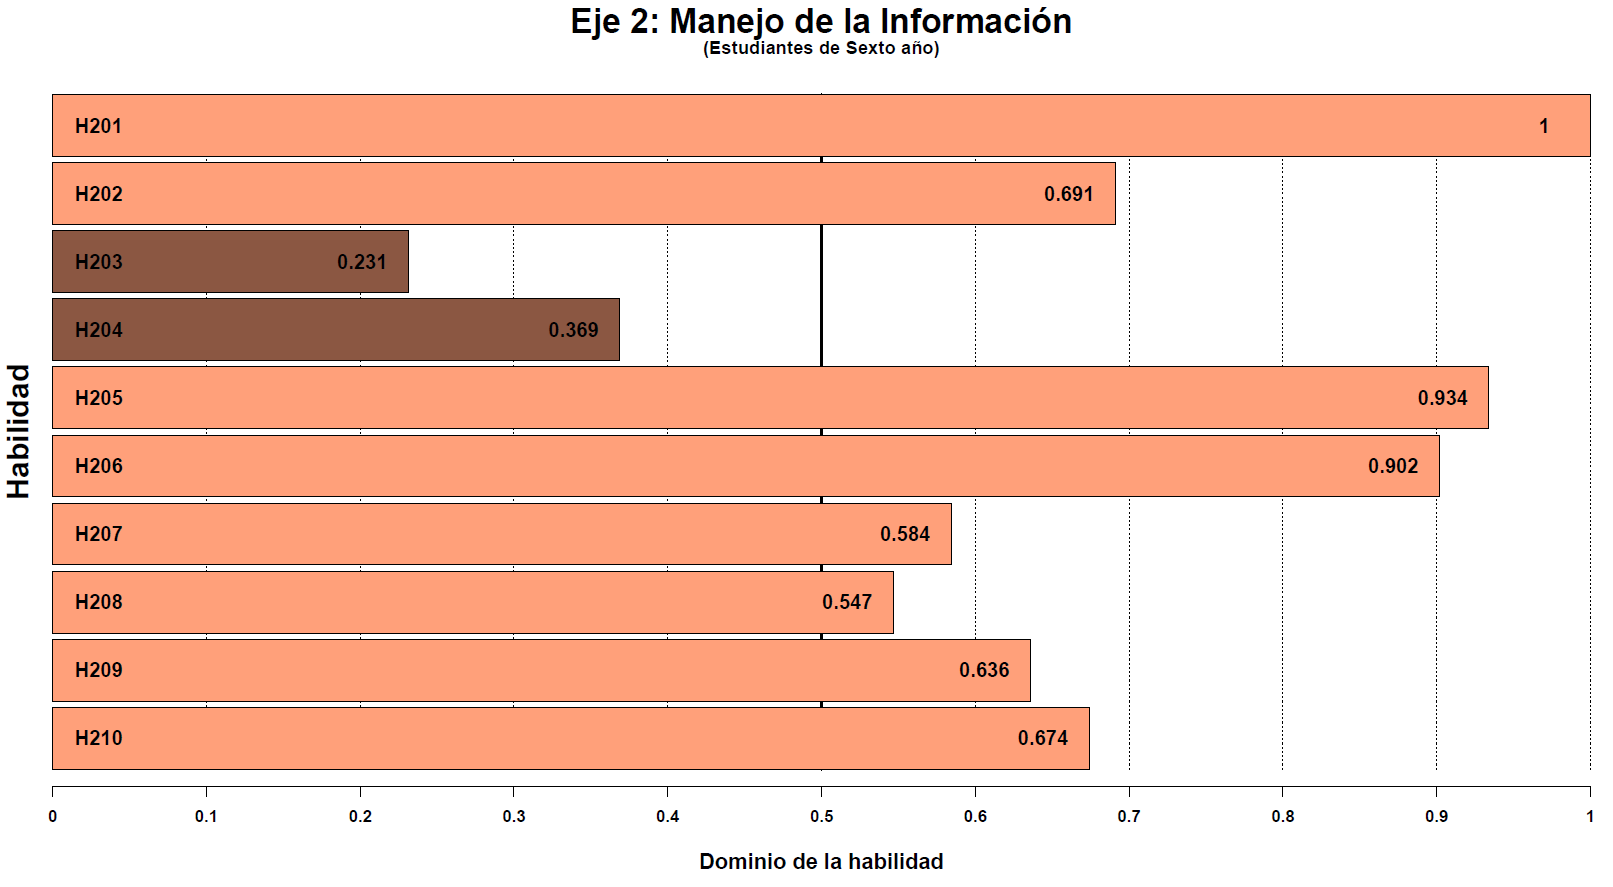 Eje 2: Manejo de la Información
(Estudiantes de Sexto año)
H201 1
H202 0.691
H203 0.231
H204 0.369
H205 0.934
H206 0.902
H207 0.584
H208 0.547
H209 0.636
H210 0.674
Habilidad
0 0.1 0.2 0.3 0.4 0.5 0.6 0.7 0.8 0.9 1
Dominio de la habilidad